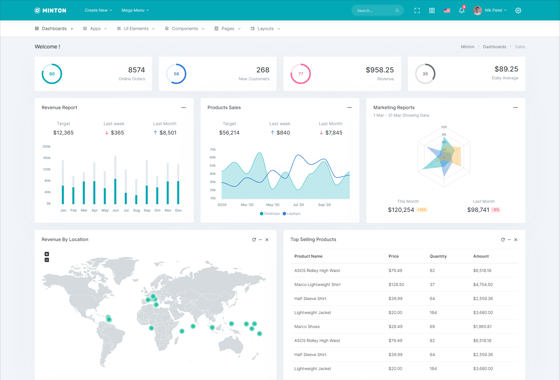 MINTON
Create New
Mega Menu
Search...
Nik Patel
Dashboards
Apps
UI Elements
Components
Pages
Layouts
Welcome !
Minton
Dashboards
Sales
80
8574
Online Orders
56
268
New Customers
77
$958.25
Revenue
35
$89.25
Daily Average
Revenue Report
Target
Last week
Last Month
$12,365
↓ $365
↑ $8,501
Jan Feb Mar Apr May Jun Jul Aug Sep Oct Nov Dec
Products Sales
Target
Last week
Last Month
$56,214
↑ $840
↓ $7,845
2020 Mar '20 May '20 Jul '20 Sep '20
Desktops
Laptops
Marketing Reports
1 Mar - 31 Mar Showing Data
This Month
Last Month
$120,254
$98,741
Revenue By Location
Top Selling Products
Product Name Price Quantity Amount
ASOS Ridley High Waist $79.49 82 $6,518.18
Marco Lightweight Shirt $128.50 37 $4,754.50
Half Sleeve Shirt $39.99 64 $2,559.36
Lightweight Jacket $20.00 184 $3,680.00
Marco Shoes $28.49 69 $1,965.81
ASOS Ridley High Waist $79.49 82 $6,518.18
Half Sleeve Shirt $39.99 64 $2,559.36
Lightweight Jacket $20.00 184 $3,680.00